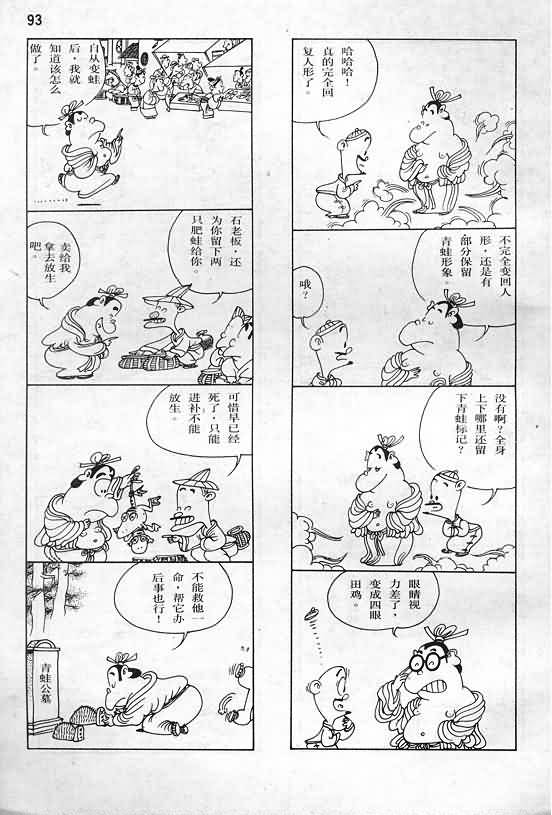 93
哈哈哈！
真的完全回
复人形了。
不完全变回人
形，还是有
部分保留
青蛙形象。
哦？
没有啊？全身
上下哪里还留
下青蛙标记？
眼睛视
力差了，
变成四眼
田鸡。
自从变蛙
后，我就
知道该怎么
做了。
石老板，还
为你留下两
只肥蛙给你。
卖给我
拿去放生
吧。
可惜早已经
死了，只能
进补不能
放生。
不能救他一
命，帮它办
后事也行！
青蛙公墓